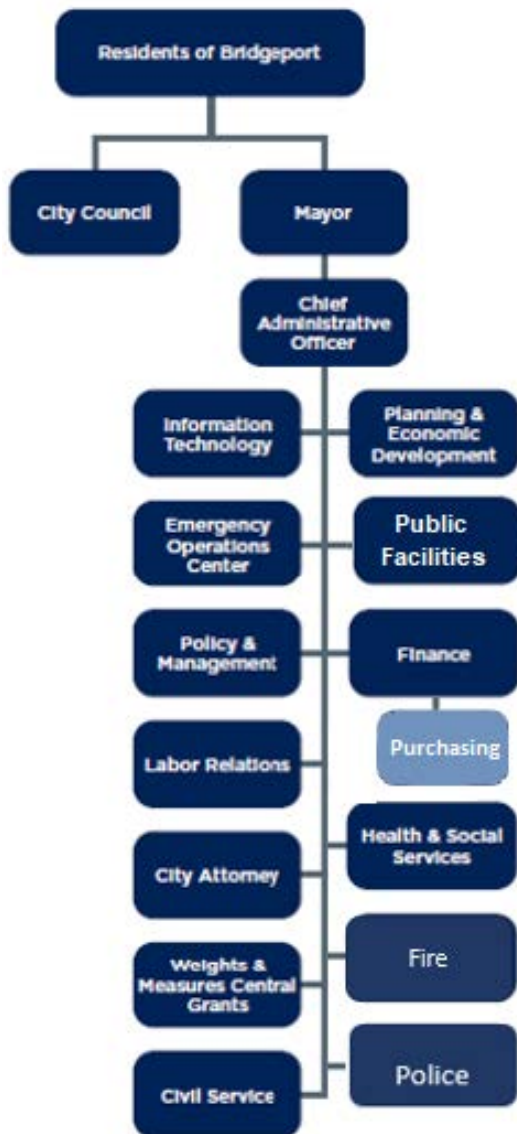 Residents of Bridgeport
City Council
Mayor
Chief
Administrative
Officer
Information
Technology
Planning &
Economic
Development
Emergency
Operations
Center
Public
Facilities
Policy &
Management
Finance
Purchasing
Labor Relations
Health & Social
Services
City Attorney
Fire
Weights &
Measures Central
Grants
Police
Civil Service